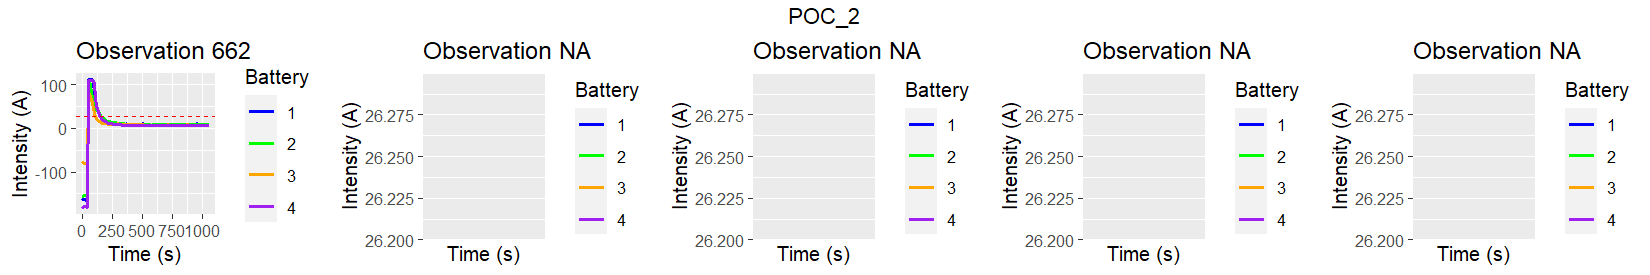 POC_2
Observation 662
Intensity (A)
100
0
-100
0 250 500 750 1000
Time (s)
Battery
1
2
3
4
Observation NA
Intensity (A)
26.275
26.250
26.225
26.200
Time (s)
Battery
1
2
3
4
Observation NA
Intensity (A)
26.275
26.250
26.225
26.200
Time (s)
Battery
1
2
3
4
Observation NA
Intensity (A)
26.275
26.250
26.225
26.200
Time (s)
Battery
1
2
3
4
Observation NA
Intensity (A)
26.275
26.250
26.225
26.200
Time (s)
Battery
1
2
3
4